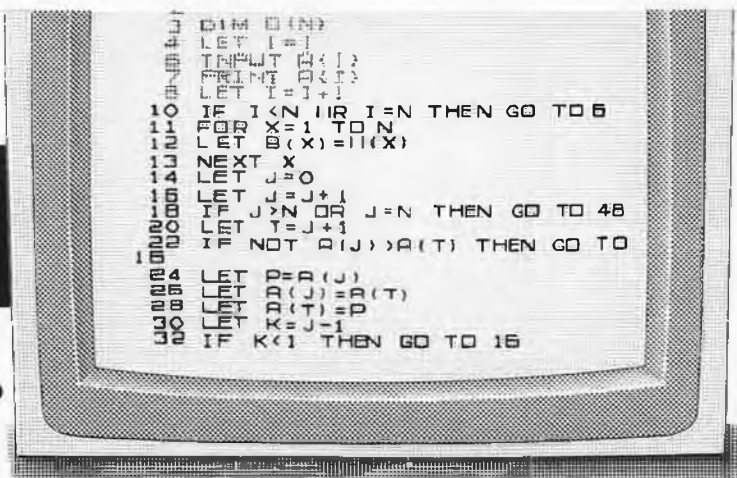 3 DIM B(N)
4 LET I=1
6 INPUT A(I)
7 PRINT A(I)
8 LET I=I+1
10 IF I<N OR I=N THEN GO TO 6
11 FOR X=1 TO N
12 LET B(X)=A(X)
13 NEXT X
14 LET J=0
16 LET J=J+1
18 IF J>N OR J=N THEN GO TO 48
20 LET T=J+1
22 IF NOT A(J)>A(T) THEN GO TO
16
24 LET P=A(J)
26 LET A(J)=A(T)
28 LET A(T)=P
30 LET K=J-1
32 IF K<1 THEN GO TO 16